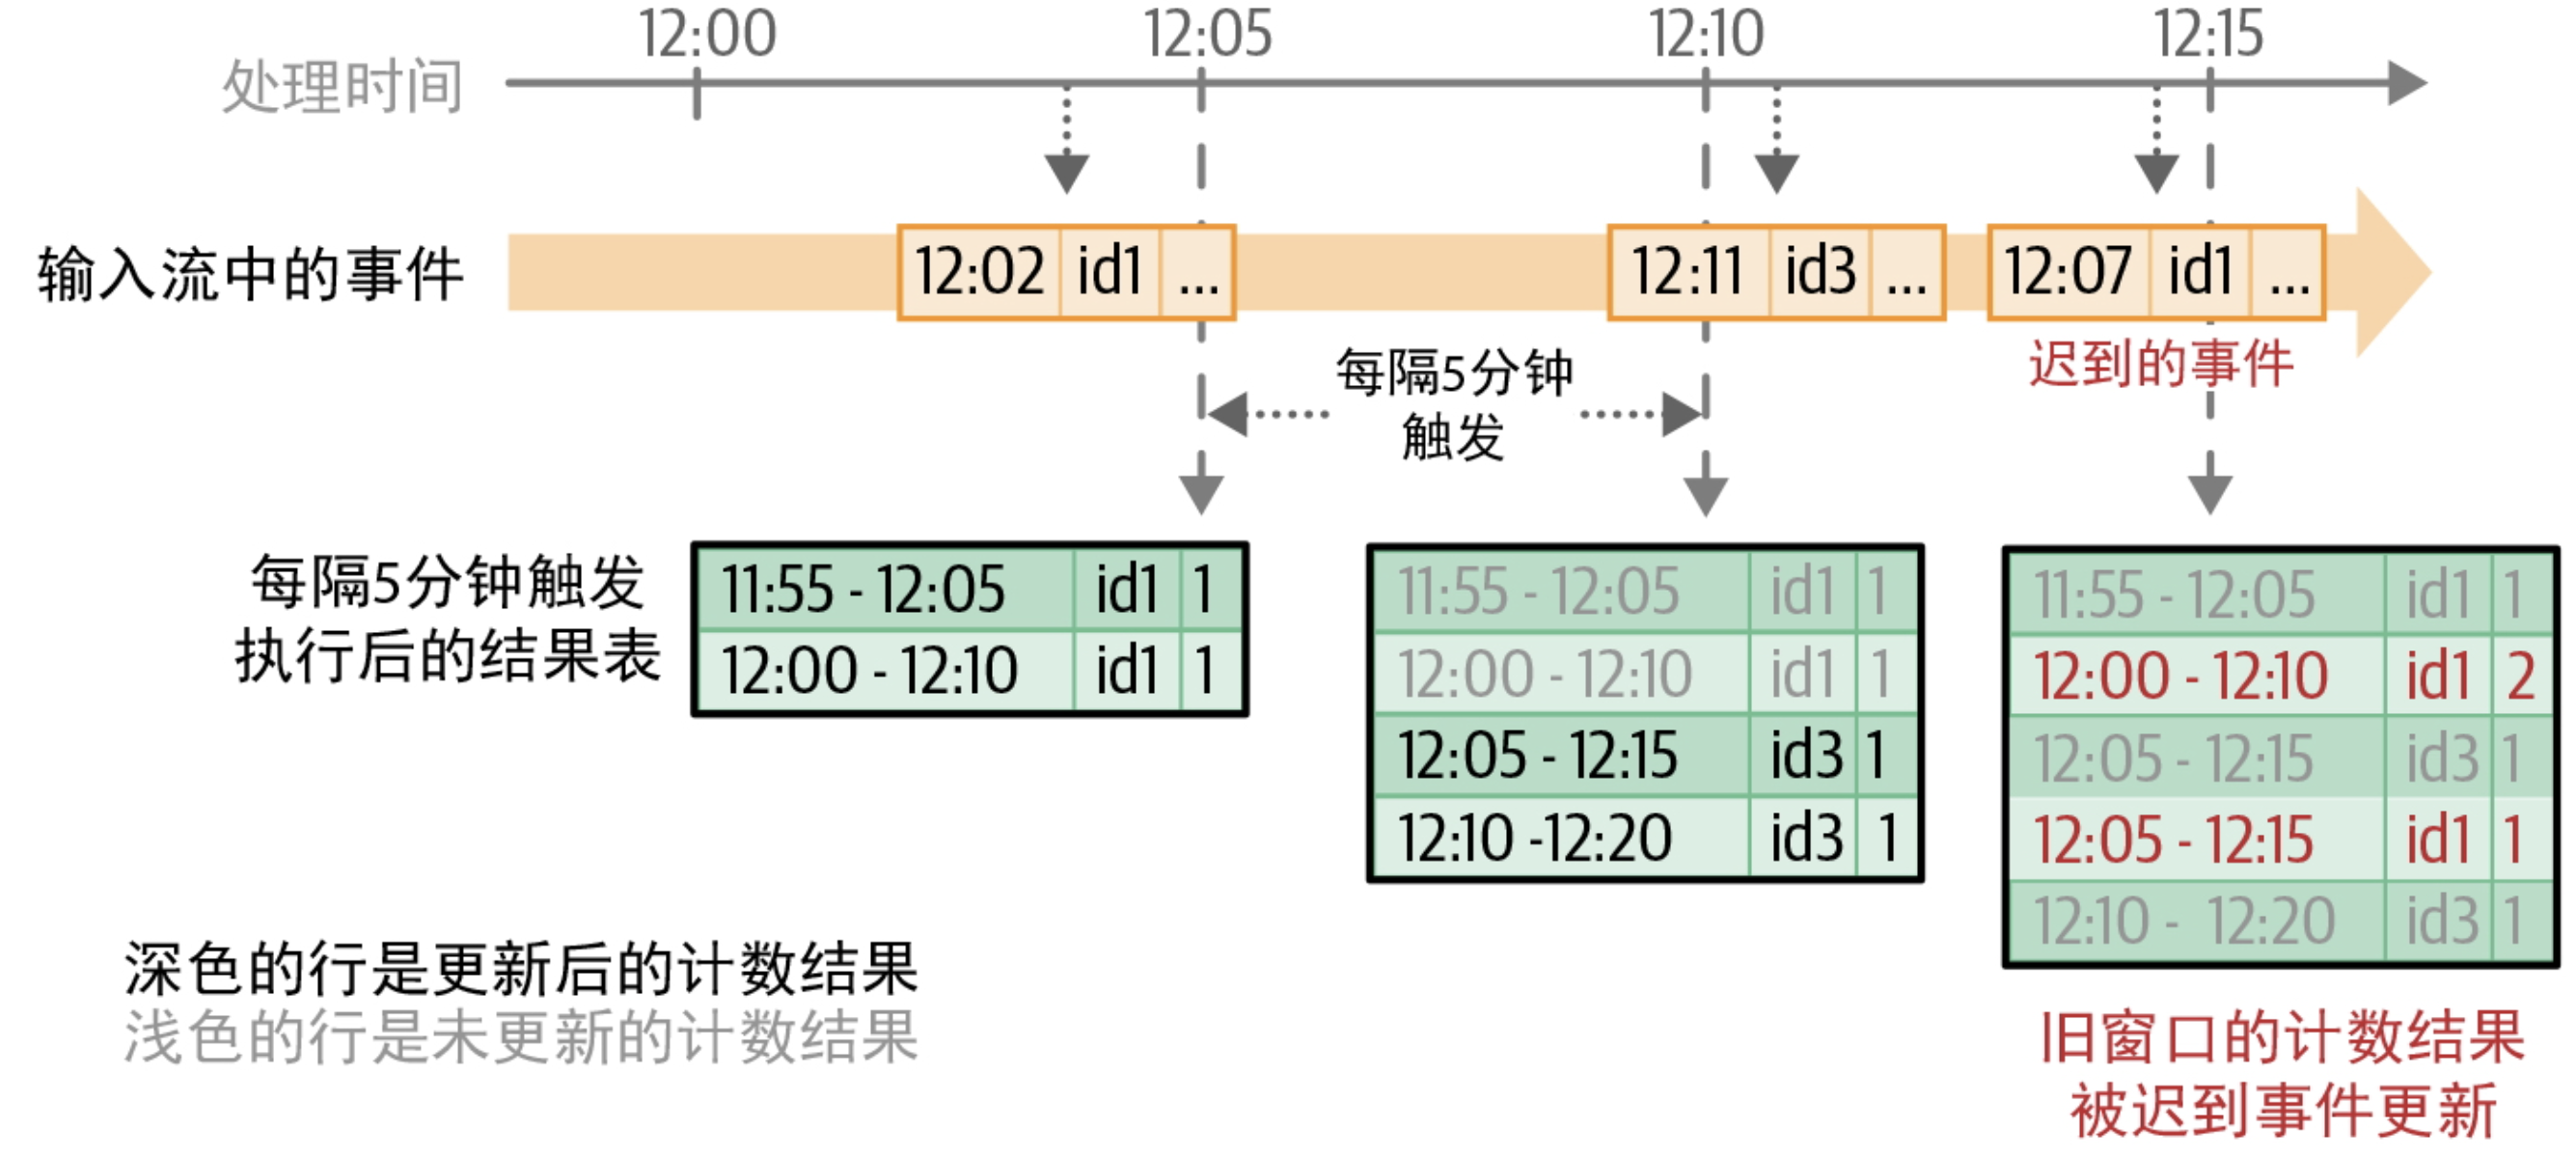 12:00 12:05 12:10 12:15
处理时间
输入流中的事件 12:02 id1 ... 12:11 id3 ... 12:07 id1 ...
迟到的事件
每隔5分钟
触发
每隔5分钟触发
执行后的结果表
11:55 - 12:05 id1 1
12:00 - 12:10 id1 1
11:55 - 12:05 id1 1
12:00 - 12:10 id1 1
12:05 - 12:15 id3 1
12:10 -12:20 id3 1
11:55 - 12:05 id1 1
12:00 - 12:10 id1 2
12:05 - 12:15 id3 1
12:05 - 12:15 id1 1
12:10 - 12:20 id3 1
深色的行是更新后的计数结果
浅色的行是未更新的计数结果
旧窗口的计数结果
被迟到事件更新